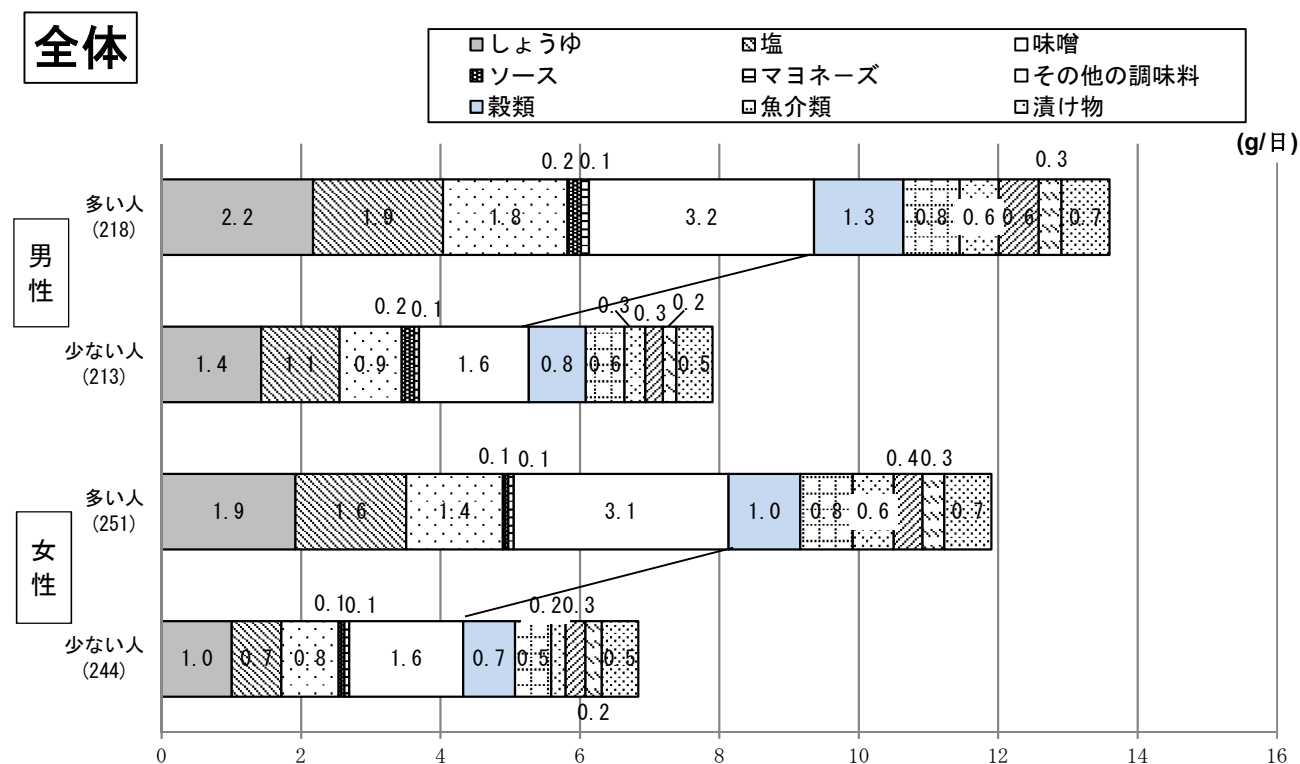 全体
しょうゆ 塩 味噌
ソース マヨネーズ その他の調味料
穀類 魚介類 漬け物
(g/日)
0.2 0.1 0.3
男性
多い人
(218)
2.2 1.9 1.8 3.2 1.3 0.8 0.6 0.6 0.7
0.2 0.1 0.3 0.3 0.2
少ない人
(213)
1.4 1.1 0.9 1.6 0.8 0.6 0.5
0.1 0.1 0.4 0.3
女性
多い人
(251)
1.9 1.6 1.4 3.1 1.0 0.8 0.6 0.7
0.1 0.1 0.2 0.3
少ない人
(244)
1.0 0.7 0.8 1.6 0.7 0.5 0.5
0.2
0 2 4 6 8 10 12 14 16